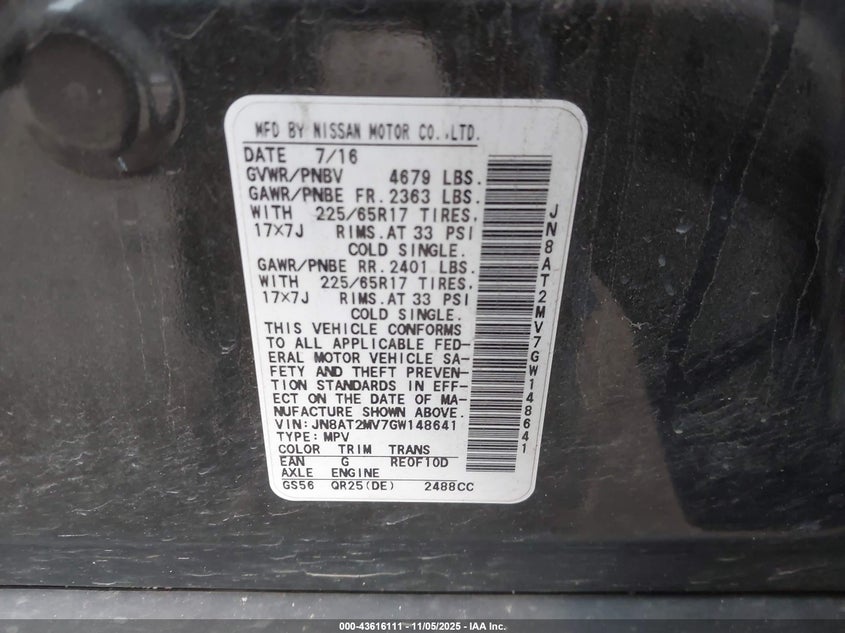 MFD BY NISSAN MOTOR CO.,LTD.
DATE 7/16
GVWR/PNBV 4679 LBS.
GAWR/PNBE FR. 2363 LBS.
WITH 225/65R17 TIRES,
17×7J RIMS.AT 33 PSI
COLD SINGLE.
GAWR/PNBE RR. 2401 LBS.
WITH 225/65R17 TIRES,
17×7J RIMS.AT 33 PSI
COLD SINGLE.
THIS VEHICLE CONFORMS
TO ALL APPLICABLE FED-
ERAL MOTOR VEHICLE SA-
FETY AND THEFT PREVEN-
TION STANDARDS IN EFF-
ECT ON THE DATE OF MA-
NUFACTURE SHOWN ABOVE.
VIN:JN8AT2MV7GW148641
TYPE:MPV
COLOR TRIM TRANS
EAN G RE0F10D
AXLE ENGINE
GS56 QR25(DE) 2488CC
JN8AT2MV7GW148641
000-43616111 - 11/05/2025 - IAA Inc.